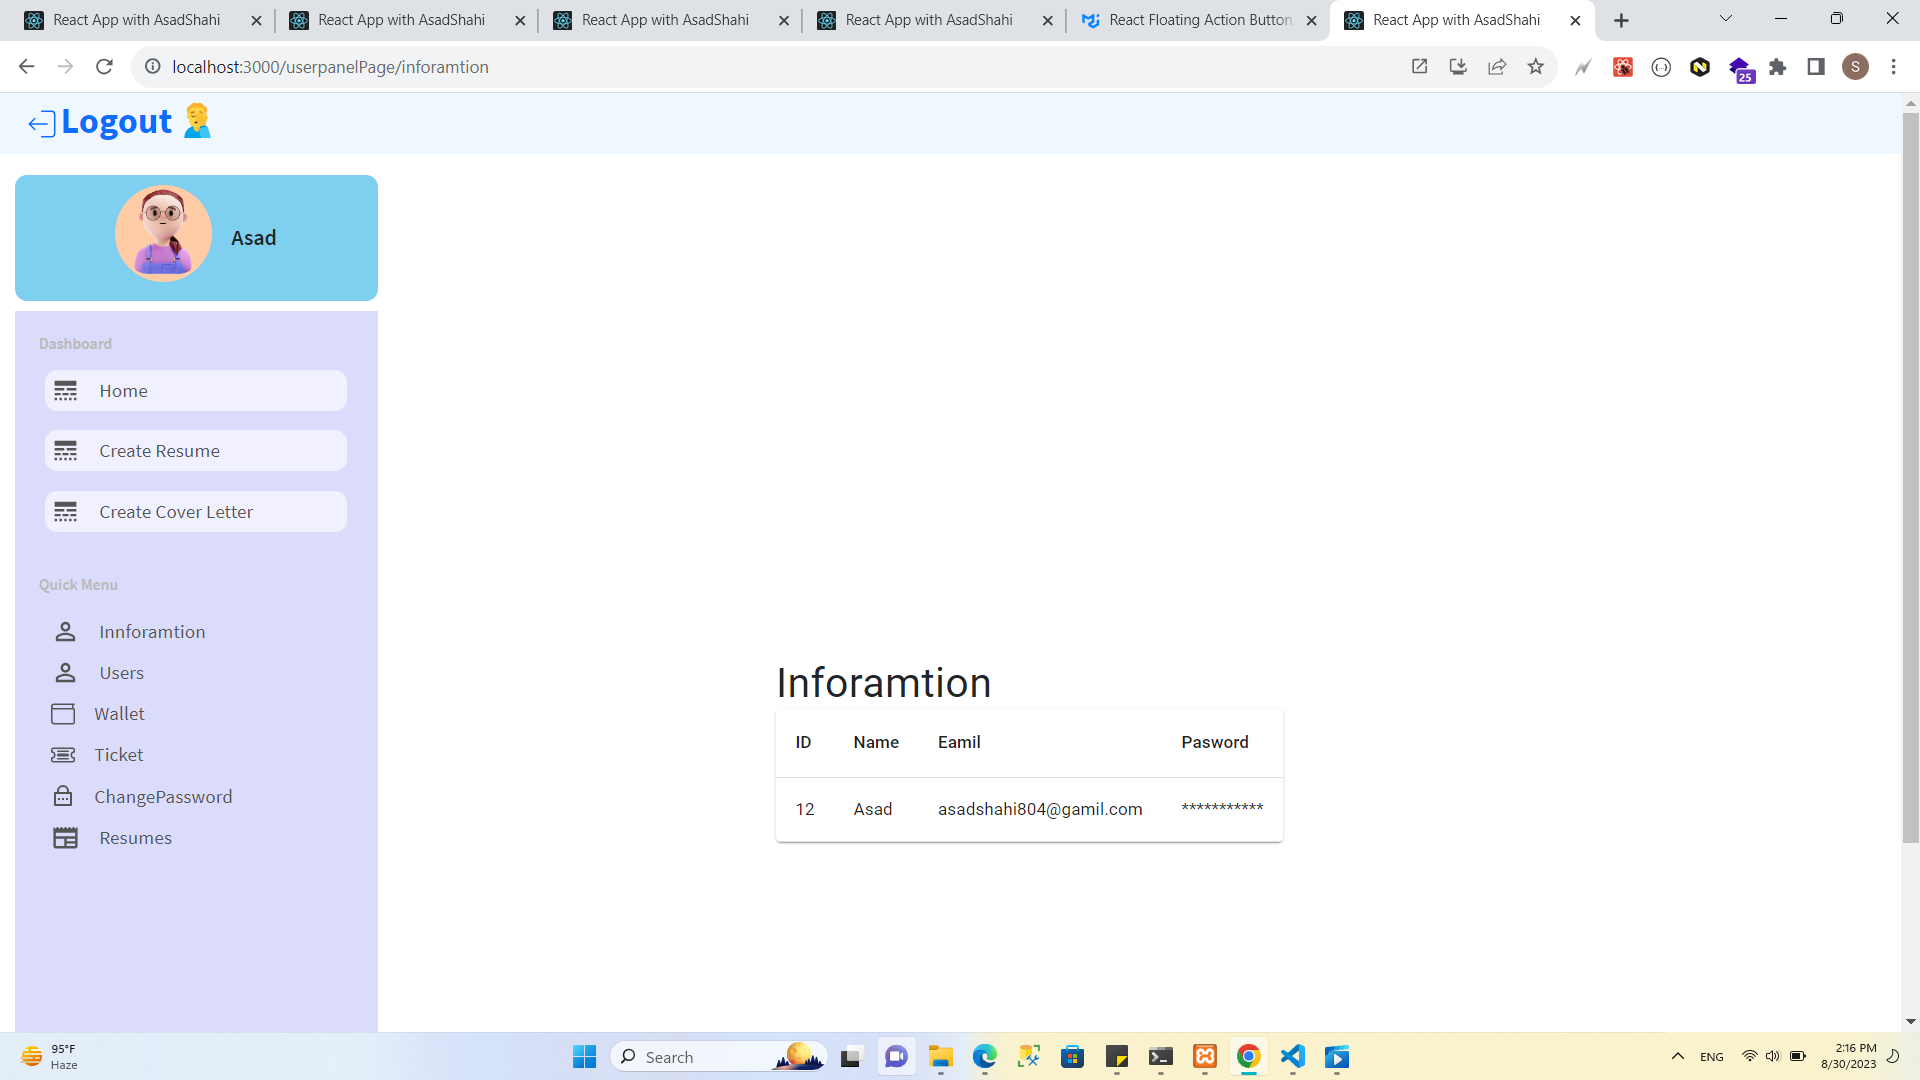 React App with AsadShahi
React App with AsadShahi
React App with AsadShahi
React App with AsadShahi
React Floating Action Button
React App with AsadShahi
localhost:3000/userpanelPage/inforamtion
25
S
Logout
Asad
Dashboard
Home
Create Resume
Create Cover Letter
Quick Menu
Innforamtion
Users
Wallet
Ticket
ChangePassword
Resumes
Inforamtion
ID Name Eamil Pasword
12 Asad asadshahi804@gamil.com ***********
95°F
Haze
Search
ENG
2:16 PM
8/30/2023